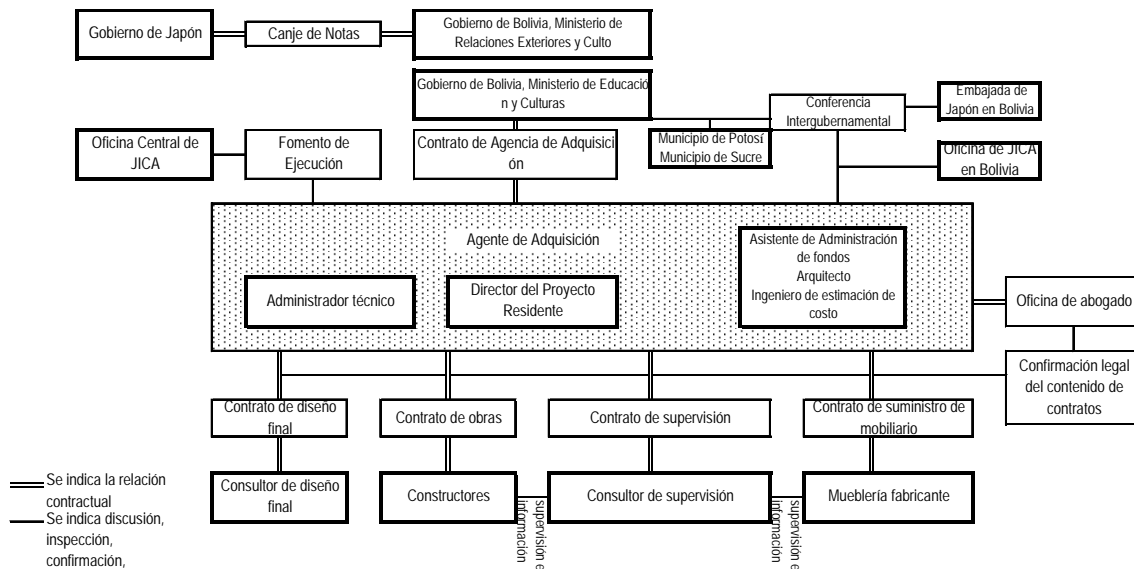 Gobierno de Japón
Canje de Notas
Gobierno de Bolivia, Ministerio de
Relaciones Exteriores y Culto
Gobierno de Bolivia, Ministerio de Educació
n y Culturas
Conferencia
Intergubernamental
Embajada de
Japón en Bolivia
Oficina Central de
JICA
Fomento de
Ejecución
Contrato de Agencia de Adquisici
ón
Municipio de Potosí
Municipio de Sucre
Oficina de JICA
en Bolivia
Agente de Adquisición
Administrador técnico
Director del Proyecto
Residente
Asistente de Administración
de fondos
Arquitecto
Ingeniero de estimación de
costo
Oficina de abogado
Confirmación legal
del contenido de
contratos
Contrato de diseño
final
Contrato de obras
Contrato de supervisión
Contrato de suministro de
mobiliario
Consultor de diseño
final
Constructores
supervisión e
información
Consultor de supervisión
supervisión e
información
Mueblería fabricante
Se indica la relación
contractual
Se indica discusión,
inspección,
confirmación,